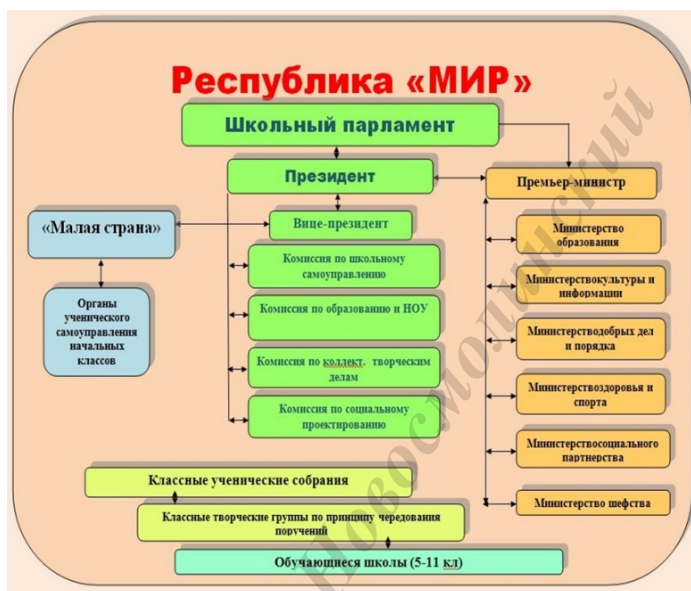 Республика «МИР»
Школьный парламент
Президент
Премьер-министр
«Малая страна»
Вице-президент
Министерство
образования
Комиссия по школьному
самоуправлению
Министерствокультуры и
информации
Органы
ученического
самоуправления
начальных
классов
Комиссия по образованию и НОУ
Министерстводобрых дел
и порядка
Комиссия по коллект. творческим
делам
Министерствоздоровья и
спорта
Комиссия по социальному
проектированию
Министерствосоциального
партнерства
Классные ученические собрания
Министерство шефства
Классные творческие группы по принципу чередования
поручений
Обучающиеся школы (5-11 кл)
Новосмолинский